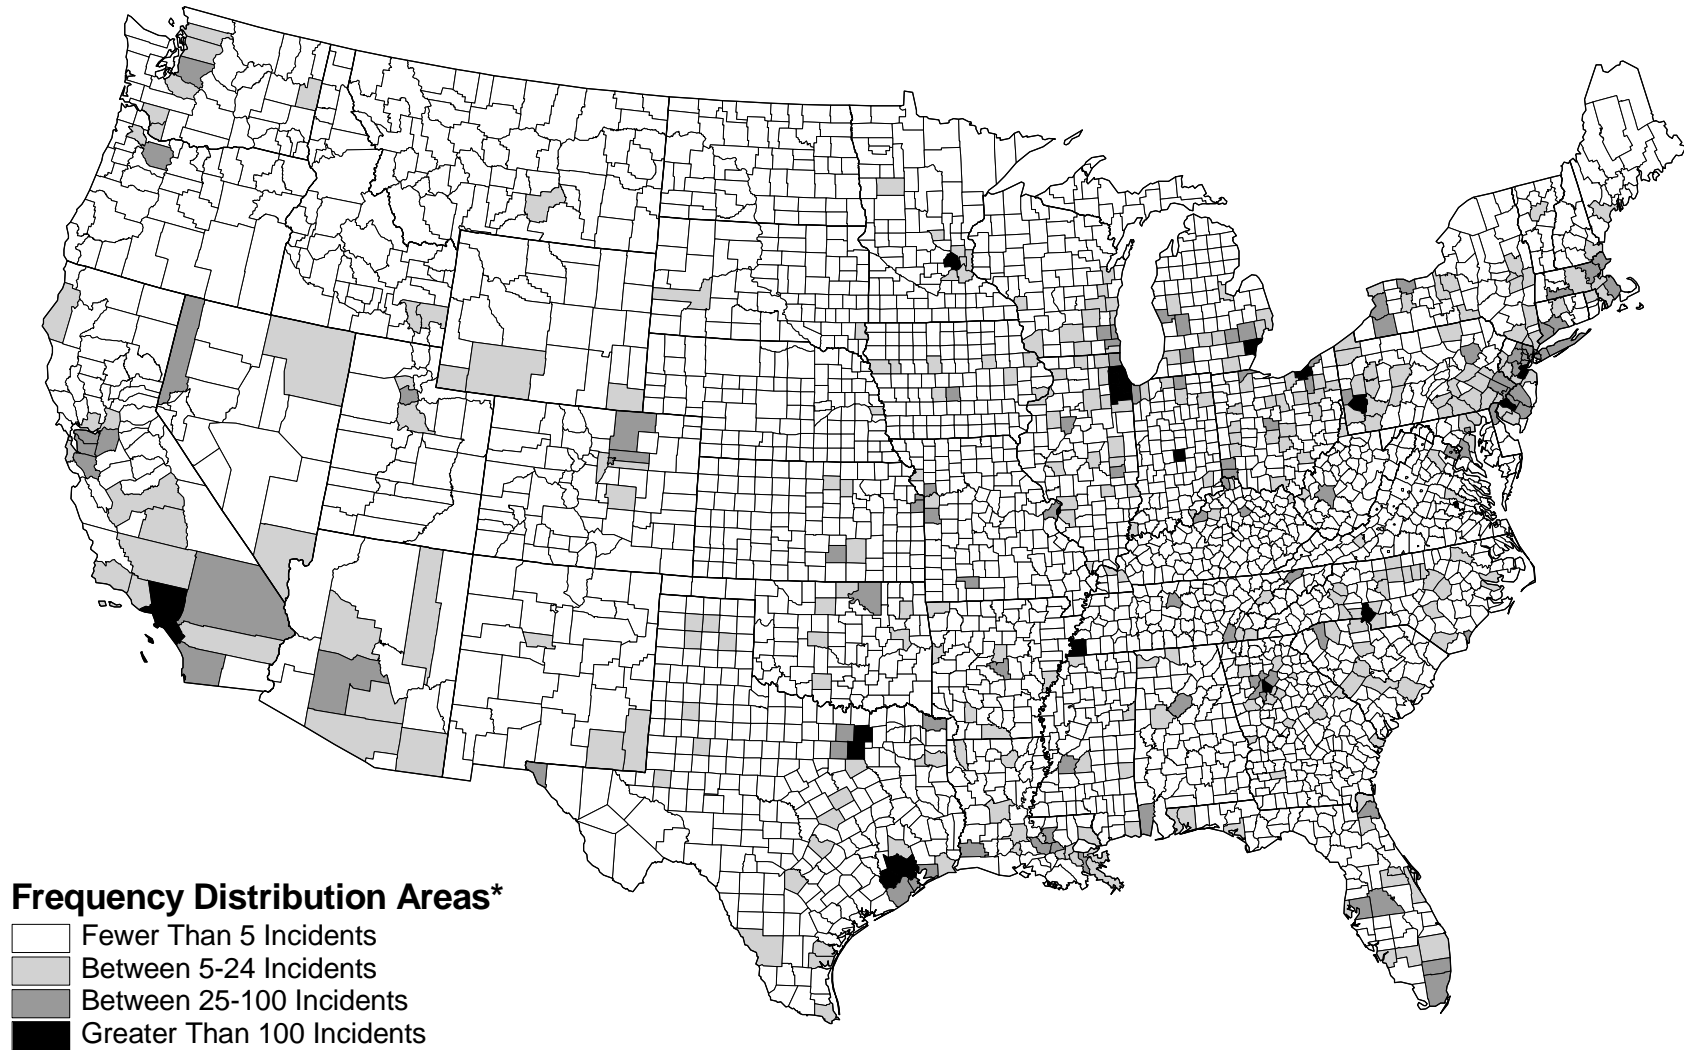 Frequency Distribution Areas*
Fewer Than 5 Incidents
Between 5-24 Incidents
Between 25-100 Incidents
Greater Than 100 Incidents